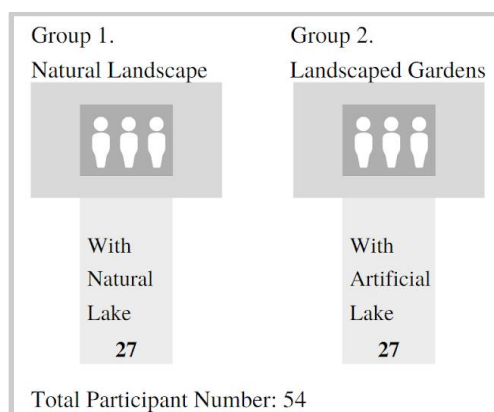 Group 1.
Natural Landscape
With
Natural
Lake
27
Group 2.
Landscaped Gardens
With
Artificial
Lake
27
Total Participant Number: 54